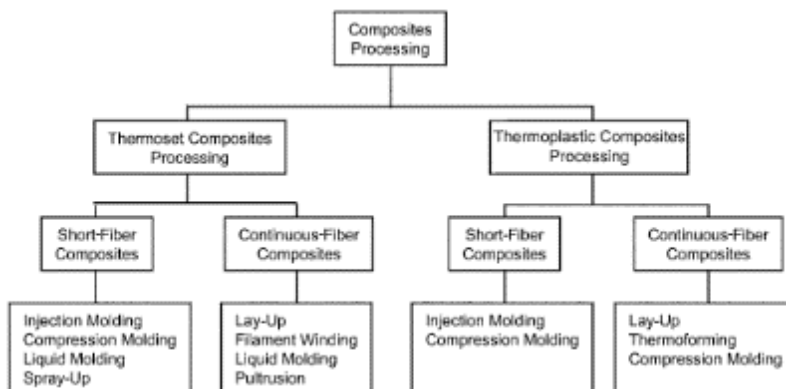 Composites
Processing
Thermoset Composites
Processing
Thermoplastic Composites
Processing
Short-Fiber
Composites
Continuous-Fiber
Composites
Short-Fiber
Composites
Continuous-Fiber
Composites
Injection Molding
Compression Molding
Liquid Molding
Spray-Up
Lay-Up
Filament Winding
Liquid Molding
Pultrusion
Injection Molding
Compression Molding
Lay-Up
Thermoforming
Compression Molding